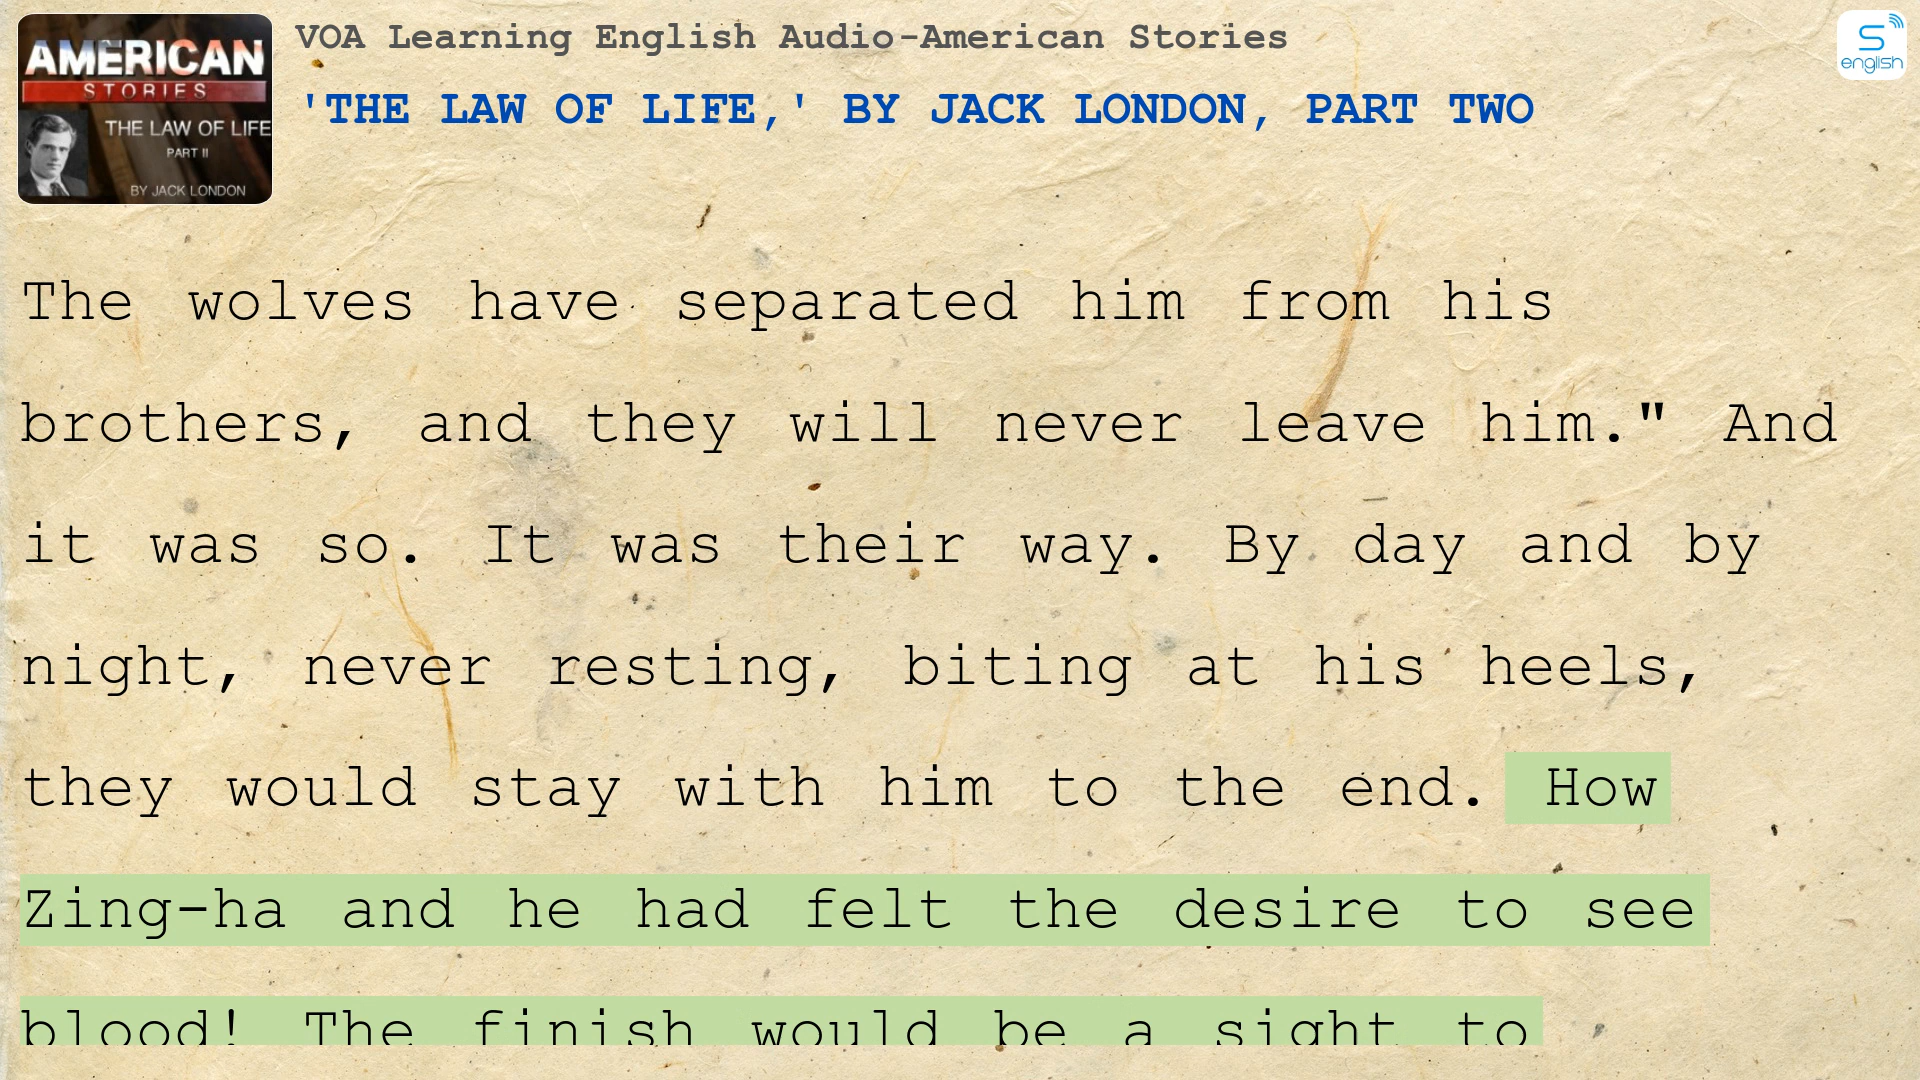 AMERICAN
STORIES
THE LAW OF LIFE
PART II
BY JACK LONDON
VOA Learning English Audio-American Stories
'THE LAW OF LIFE,' BY JACK LONDON, PART TWO
S
english
The wolves have separated him from his
brothers, and they will never leave him." And
it was so. It was their way. By day and by
night, never resting, biting at his heels,
they would stay with him to the end. How
Zing-ha and he had felt the desire to see
blood! The finish would be a sight to